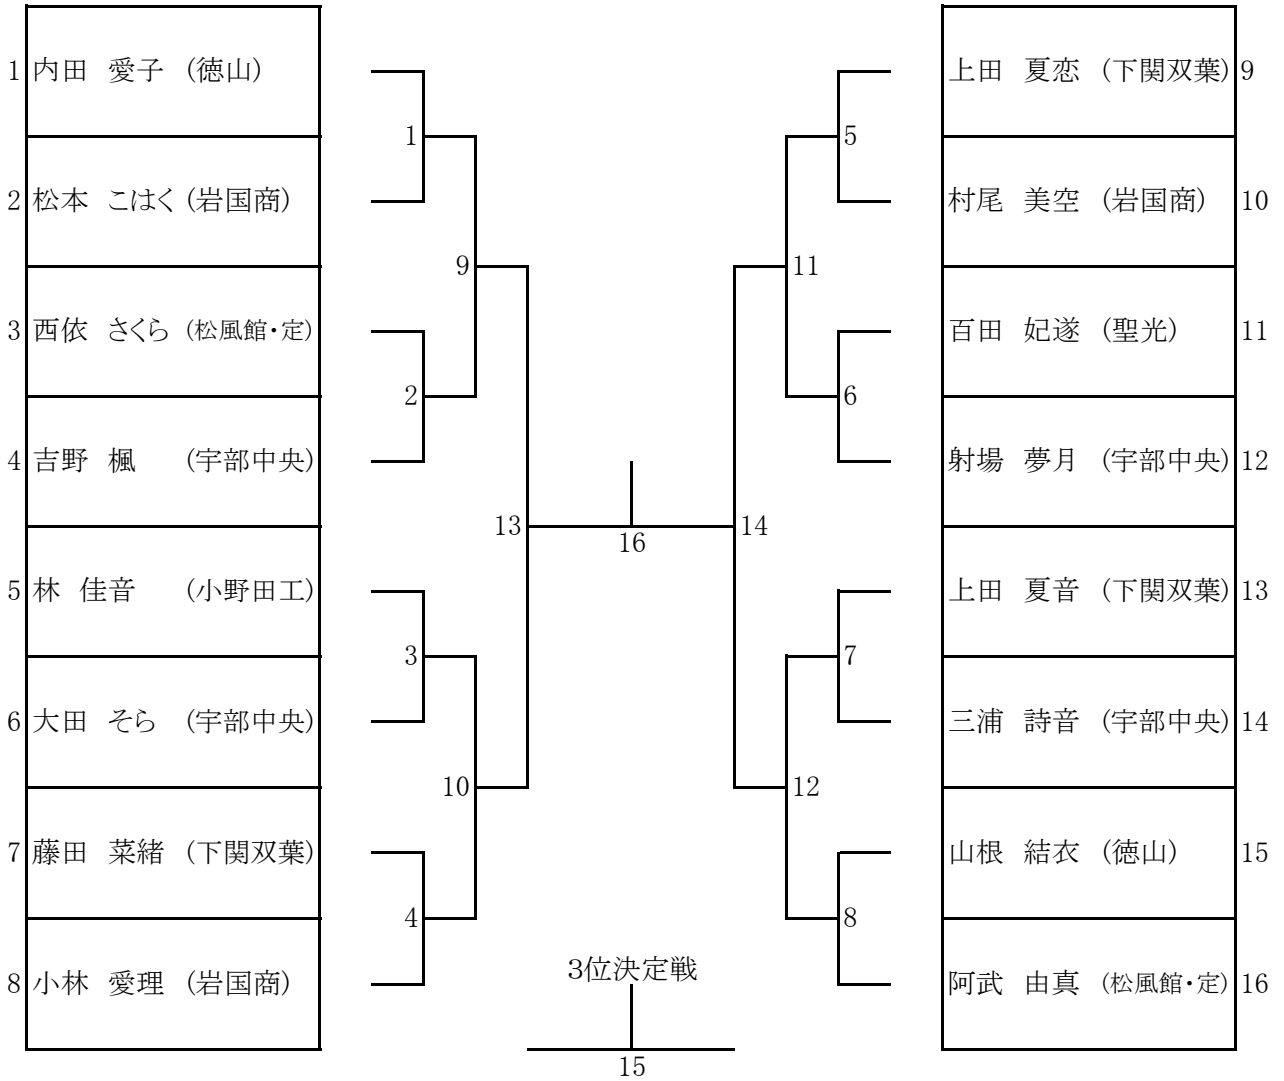 1 内田 愛子 (徳山)
2 松本 こはく (岩国商)
3 西依 さくら (松風館・定)
4 吉野 楓 (宇部中央)
5 林 佳音 (小野田工)
6 大田 そら (宇部中央)
7 藤田 菜緒 (下関双葉)
8 小林 愛理 (岩国商)
1
2
3
4
9
10
13
16
3位決定戦
15
14
11
12
5
6
7
8
上田 夏恋 (下関双葉) 9
村尾 美空 (岩国商) 10
百田 妃遂 (聖光) 11
射場 夢月 (宇部中央) 12
上田 夏音 (下関双葉) 13
三浦 詩音 (宇部中央) 14
山根 結衣 (徳山) 15
阿武 由真 (松風館・定) 16